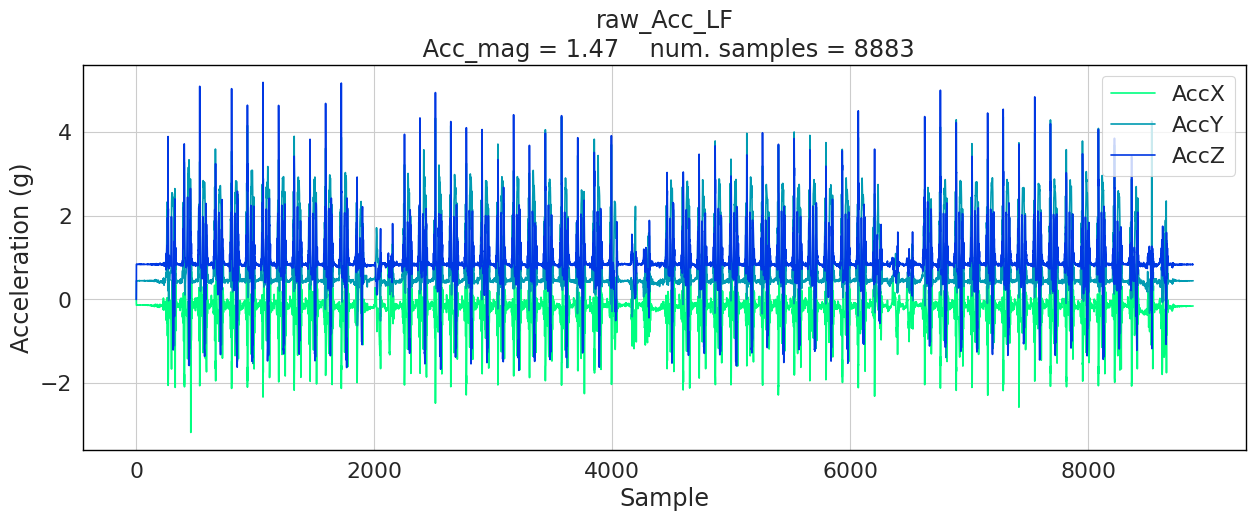 raw_Acc_LF
Acc_mag = 1.47    num. samples = 8883
Acceleration (g)
4
2
0
−2
0
2000
4000
6000
8000
Sample
AccX
AccY
AccZ